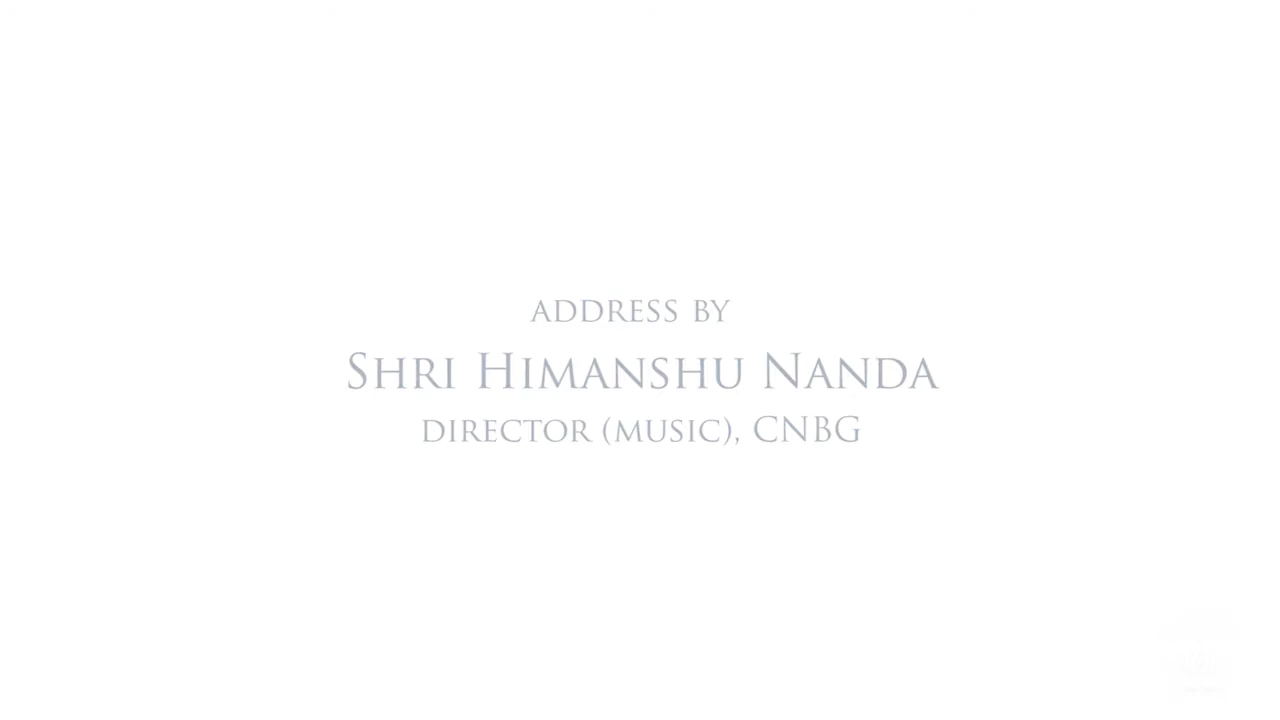 ADDRESS BY
SHRI HIMANSHU NANDA
DIRECTOR (MUSIC), CNBG